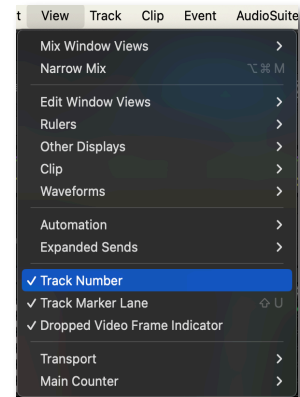 t View Track Clip Event AudioSuite
Mix Window Views >
Narrow Mix ⌥⌘M
Edit Window Views >
Rulers >
Other Displays >
Clip >
Waveforms >
Automation >
Expanded Sends >
✓ Track Number
✓ Track Marker Lane ⇧U
✓ Dropped Video Frame Indicator
Transport >
Main Counter >